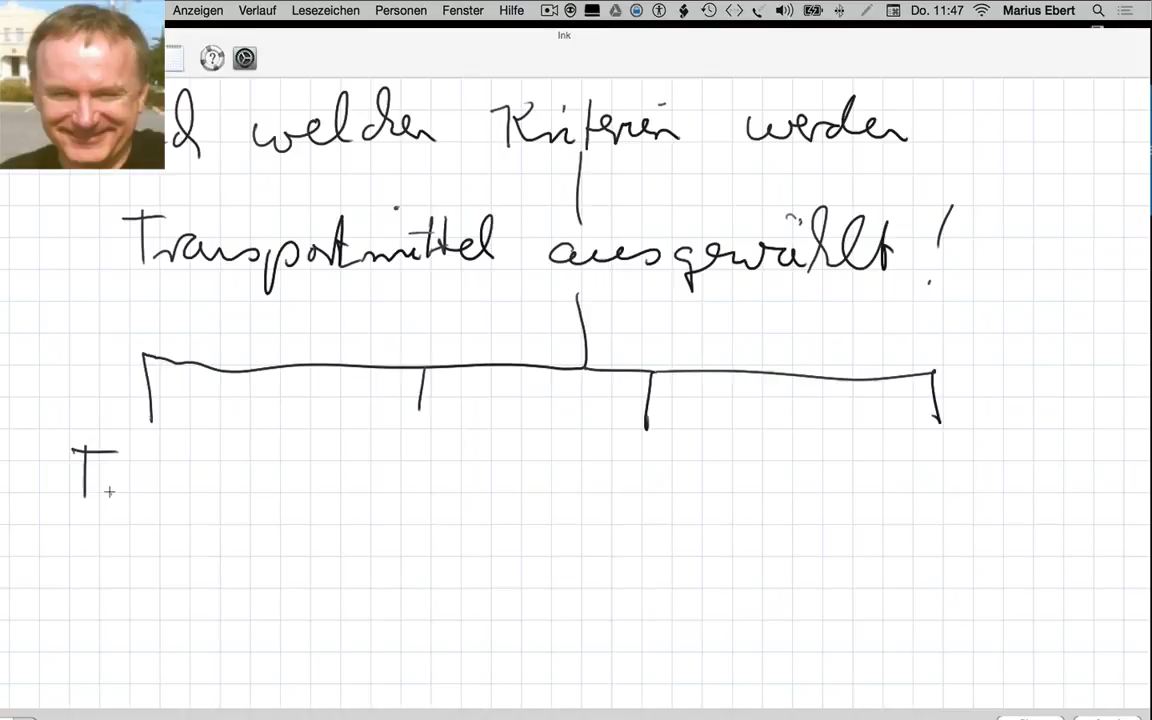 Anzeigen Verlauf Lesezeichen Personen Fenster Hilfe Do. 11:47 Marius Ebert
Ink
welchen Kriterien werden
Transportmittel ausgewählt!
T